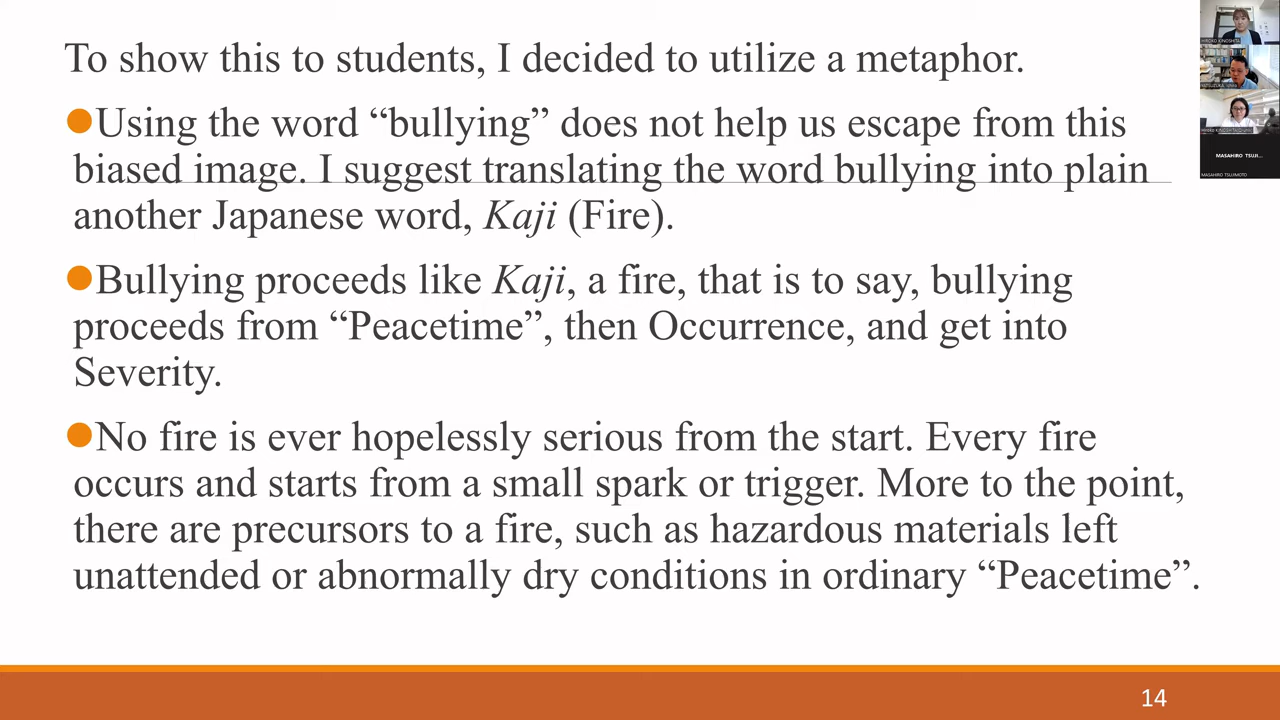 To show this to students, I decided to utilize a metaphor.
Using the word “bullying” does not help us escape from this
biased image. I suggest translating the word bullying into plain
another Japanese word, Kaji (Fire).
Bullying proceeds like Kaji, a fire, that is to say, bullying
proceeds from “Peacetime”, then Occurrence, and get into
Severity.
No fire is ever hopelessly serious from the start. Every fire
occurs and starts from a small spark or trigger. More to the point,
there are precursors to a fire, such as hazardous materials left
unattended or abnormally dry conditions in ordinary “Peacetime”.
14
HIROKO KINOSHITA
MASAHIRO TSUJI...
MASAHIRO TSUJIMOTO